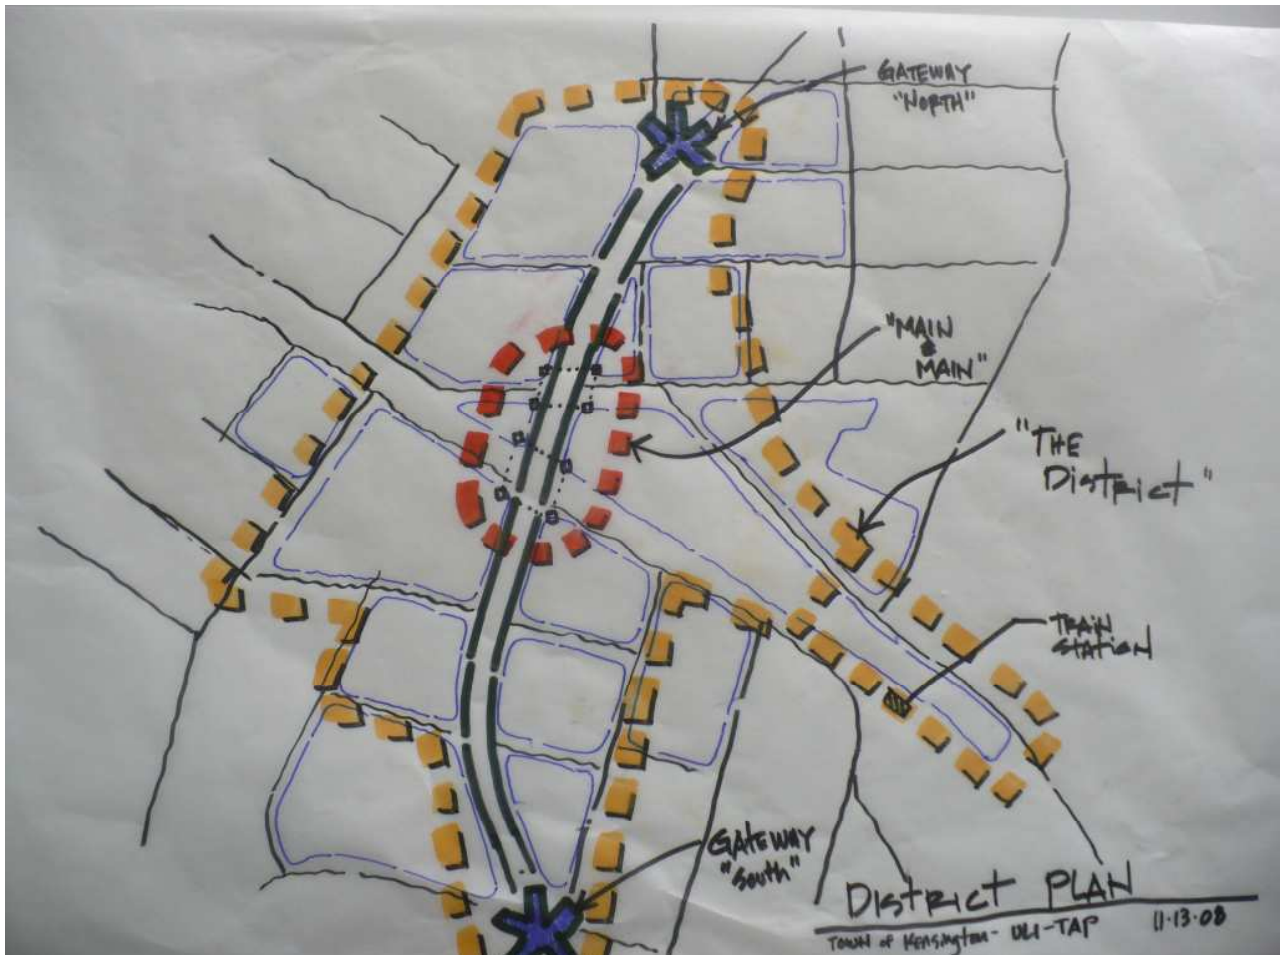 GATEWAY
"NORTH"
"MAIN
&
MAIN"
"THE
District"
TRAIN
STATION
GATEWAY
"South"
DISTRICT PLAN
TOWN of KENSINGTON - ULI-TAP 11-13-08